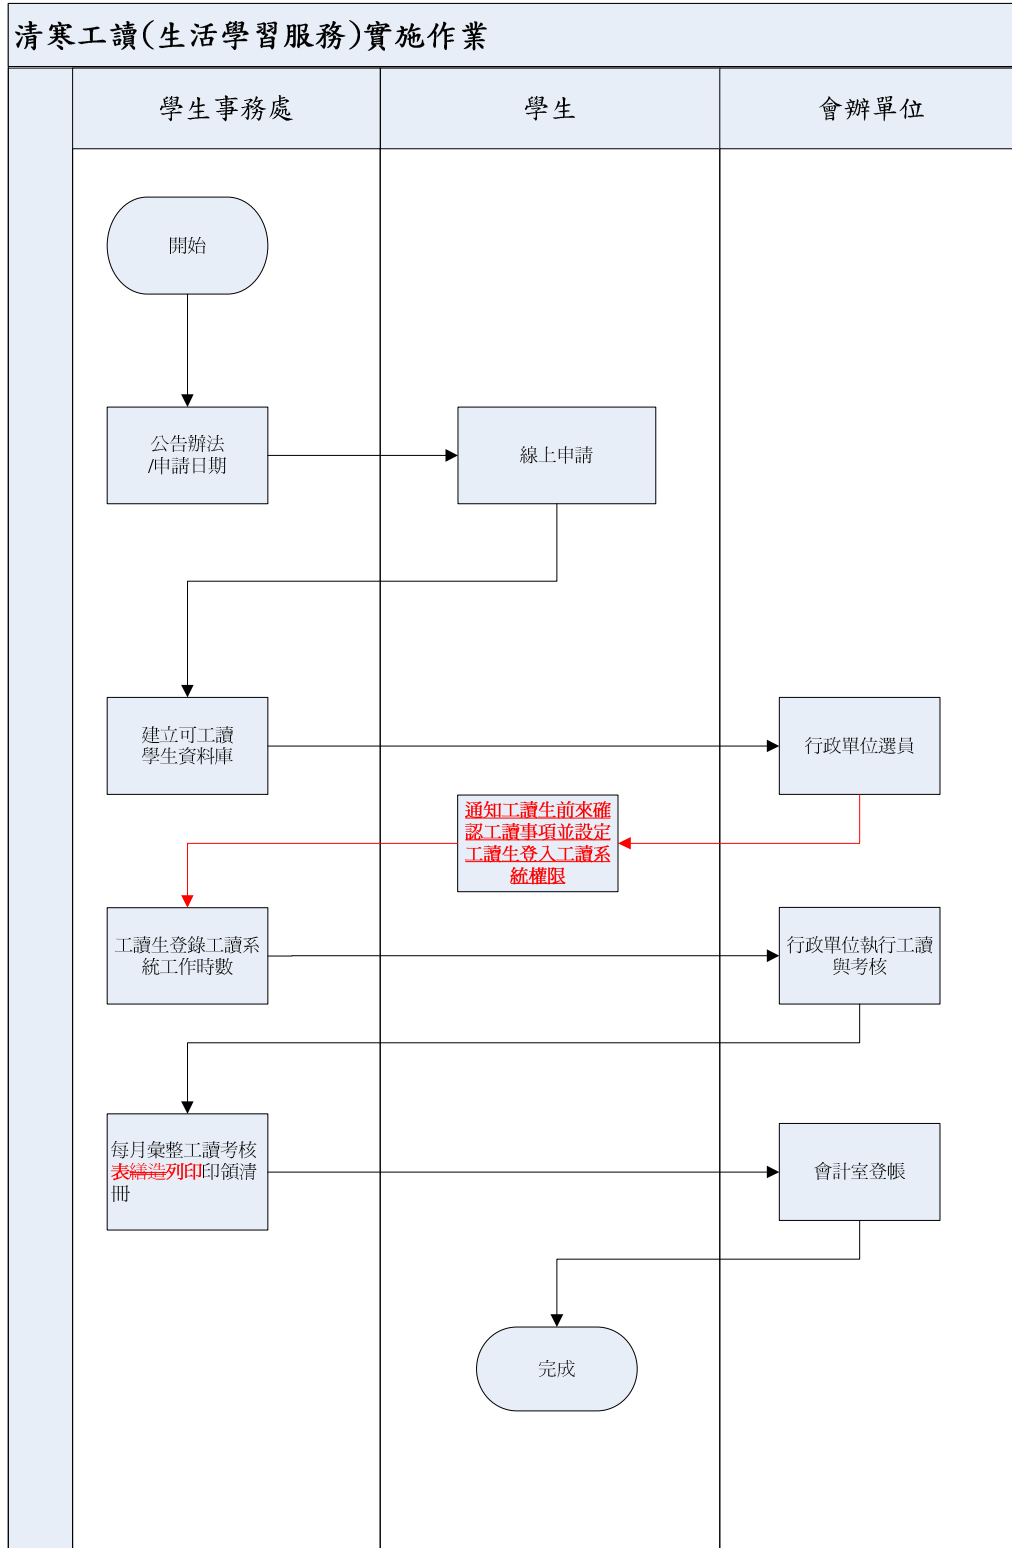 清寒工讀(生活學習服務)實施作業
學生事務處
學生
會辦單位
開始
公告辦法
/申請日期
線上申請
建立可工讀
學生資料庫
行政單位選員
通知工讀生前來確
認工讀事項並設定
工讀生登入工讀系
統權限
工讀生登錄工讀系
統工作時數
行政單位執行工讀
與考核
每月彙整工讀考核
表繕造列印印領清
冊
會計室登帳
完成